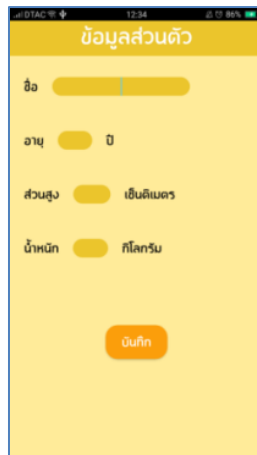 DTAC 12:34 86%
ข้อมูลส่วนตัว
ชื่อ
อายุ ปี
ส่วนสูง เซ็นติเมตร
น้ำหนัก กิโลกรัม
บันทึก